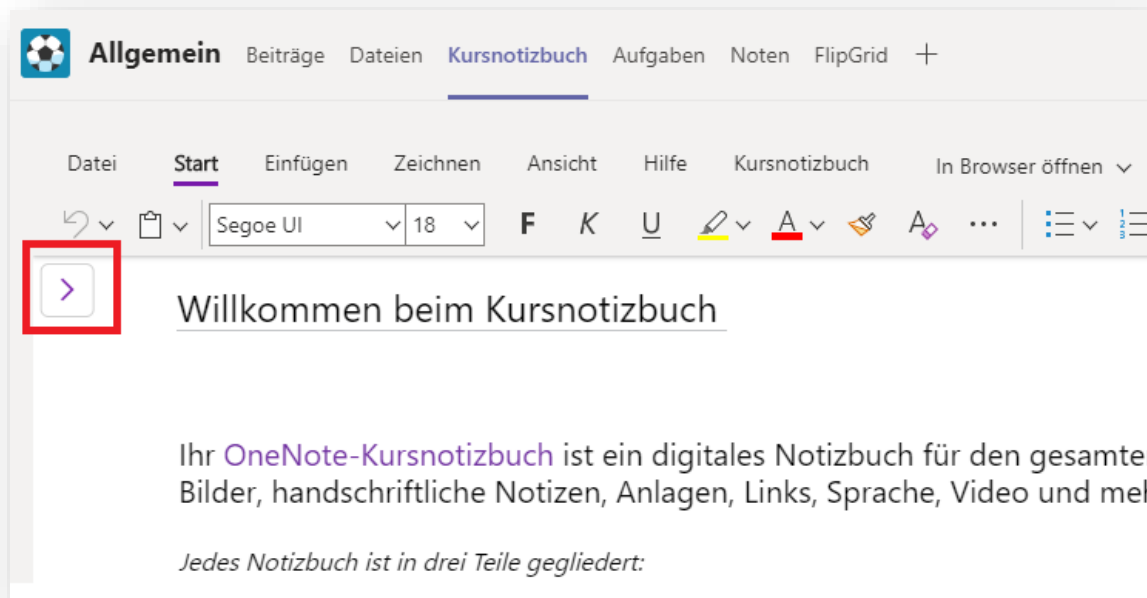 Allgemein Beiträge Dateien Kursnotizbuch Aufgaben Noten FlipGrid +
Datei Start Einfügen Zeichnen Ansicht Hilfe Kursnotizbuch In Browser öffnen
Segoe UI 18 F K U A A ...
Willkommen beim Kursnotizbuch
Ihr OneNote-Kursnotizbuch ist ein digitales Notizbuch für den
Bilder, handschriftliche Notizen, Anlagen, Links, Sprache, Video und
Jedes Notizbuch ist in drei Teile gegliedert: